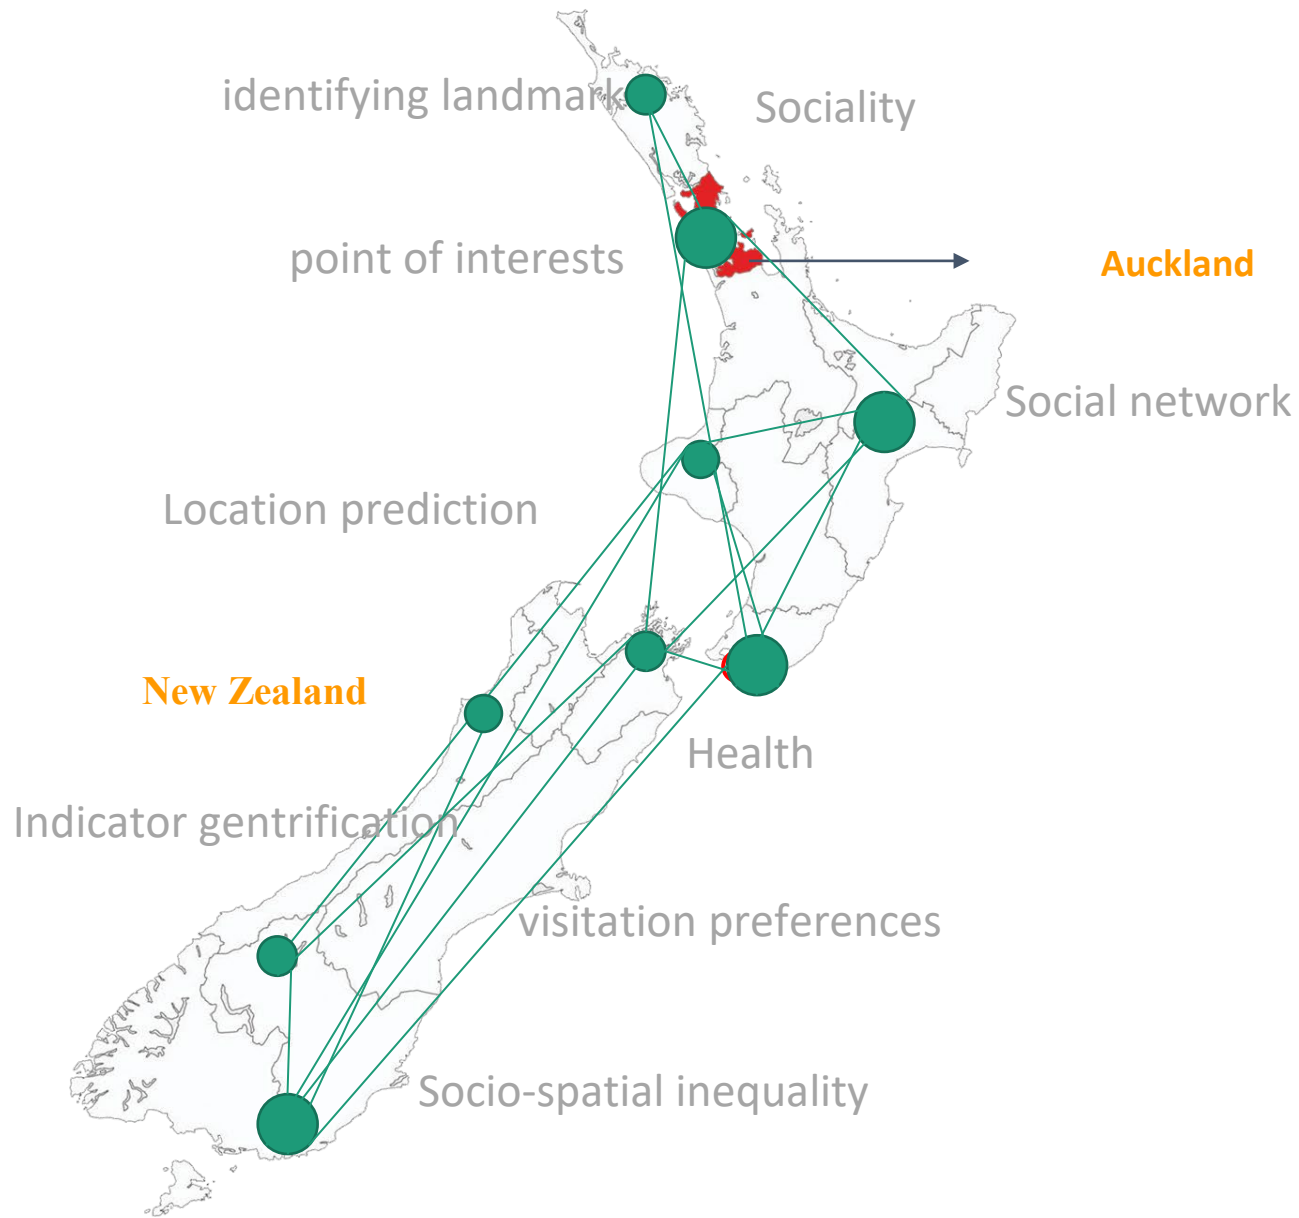 identifying landmark
Sociality
point of interests
Auckland
Social network
Location prediction
New Zealand
Health
Indicator gentrification
visitation preferences
Socio-spatial inequality